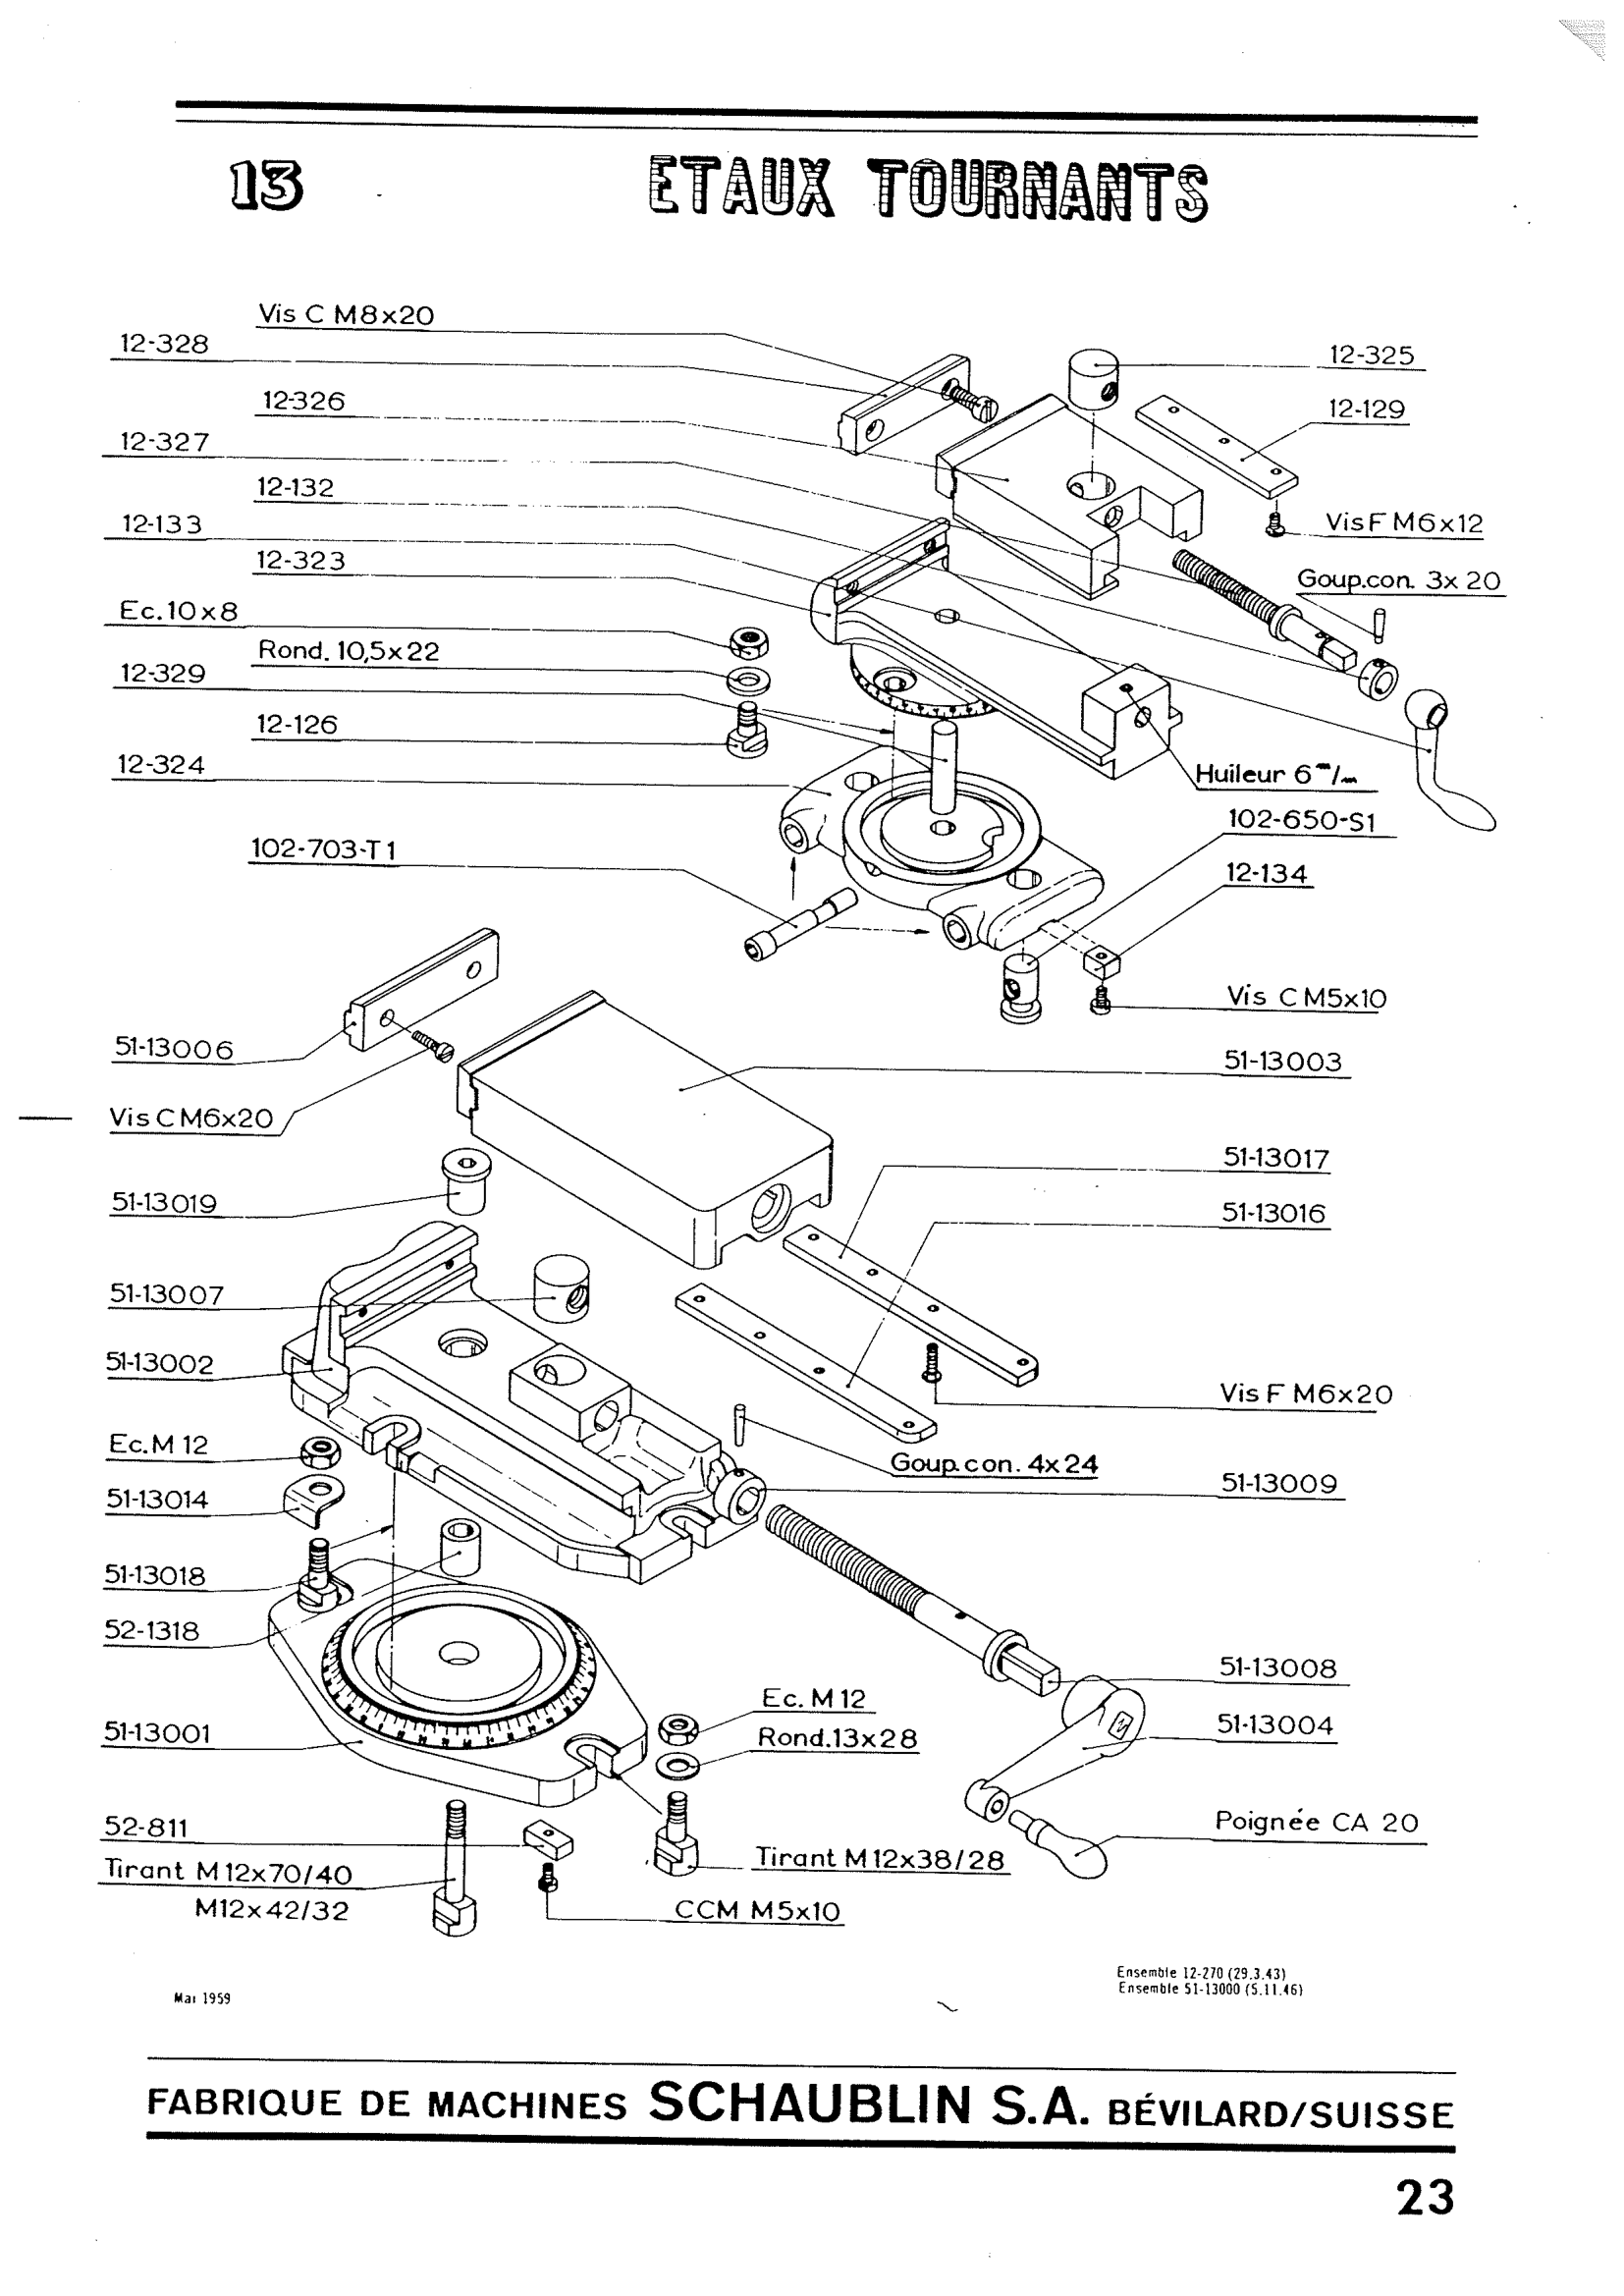 13 ETAUX TOURNANTS
Vis C M8x20
12-328
12-326
12-327
12-132
12-133
12-323
Ec. 10x8
Rond. 10,5x22
12-329
12-126
12-324
102-703-T1
12-325
12-129
Vis F M6x12
Goup.con. 3x20
Huileur 6 m/m
102-650-S1
12-134
Vis C M5x10
51-13006
Vis C M6x20
51-13019
51-13007
51-13002
Ec. M 12
51-13014
51-13018
52-1318
51-13001
52-811
Tirant M12x70/40
M12x42/32
51-13003
51-13017
51-13016
Vis F M6x20
Goup.con. 4x24
51-13009
51-13008
51-13004
Ec. M 12
Rond. 13x28
Poignée CA 20
Tirant M12x38/28
CCM M5x10
Ensemble 12-270 (29.3.43)
Ensemble 51-13000 (5.11.46)
Mai 1959
FABRIQUE DE MACHINES SCHAUBLIN S.A. BÉVILARD/SUISSE
23